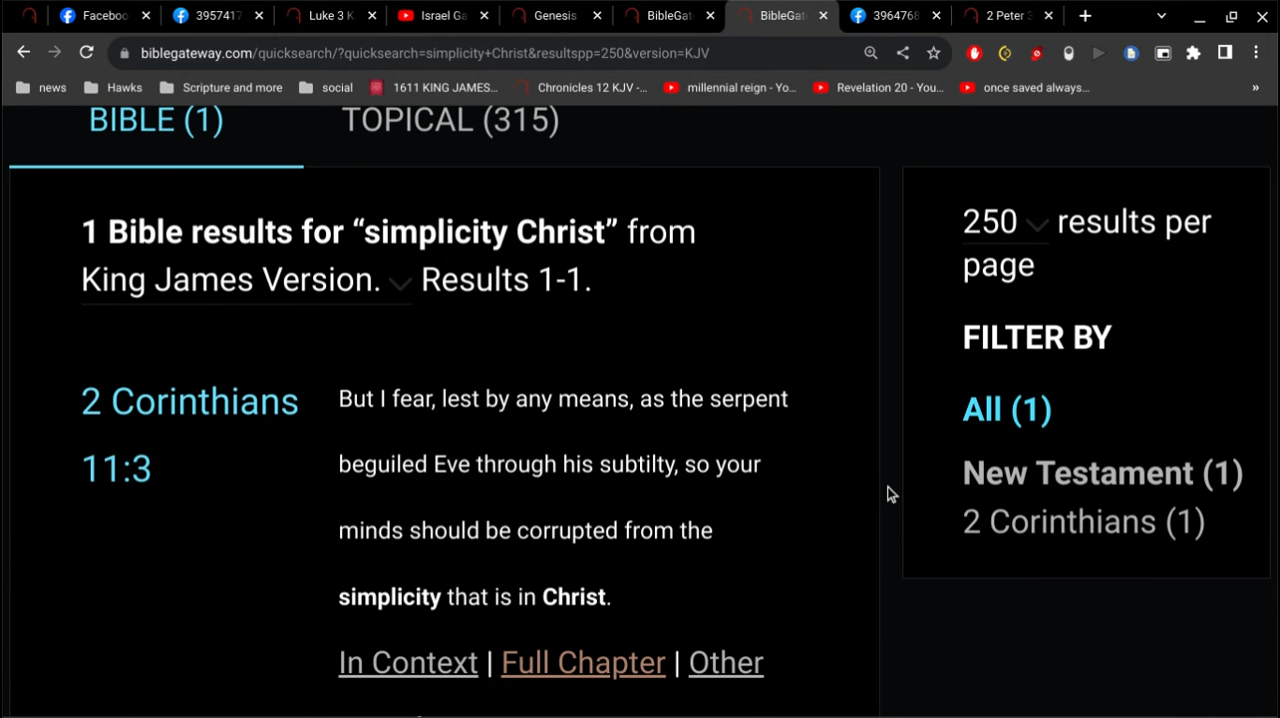 Faceboo
3957417
Luke 3 K
Israel Ga
Genesis
BibleGat
BibleGat
3964768
2 Peter 3
biblegateway.com/quicksearch/?quicksearch=simplicity+Christ&resultspp=250&version=KJV
news Hawks Scripture and more social 1611 KING JAMES... Chronicles 12 KJV -... millennial reign - Yo... Revelation 20 - You... once saved always... »
BIBLE (1) TOPICAL (315)
1 Bible results for “simplicity Christ” from
King James Version. Results 1-1.
2 Corinthians
11:3
But I fear, lest by any means, as the serpent
beguiled Eve through his subtilty, so your
minds should be corrupted from the
simplicity that is in Christ.
In Context | Full Chapter | Other
250 results per
page
FILTER BY
All (1)
New Testament (1)
2 Corinthians (1)